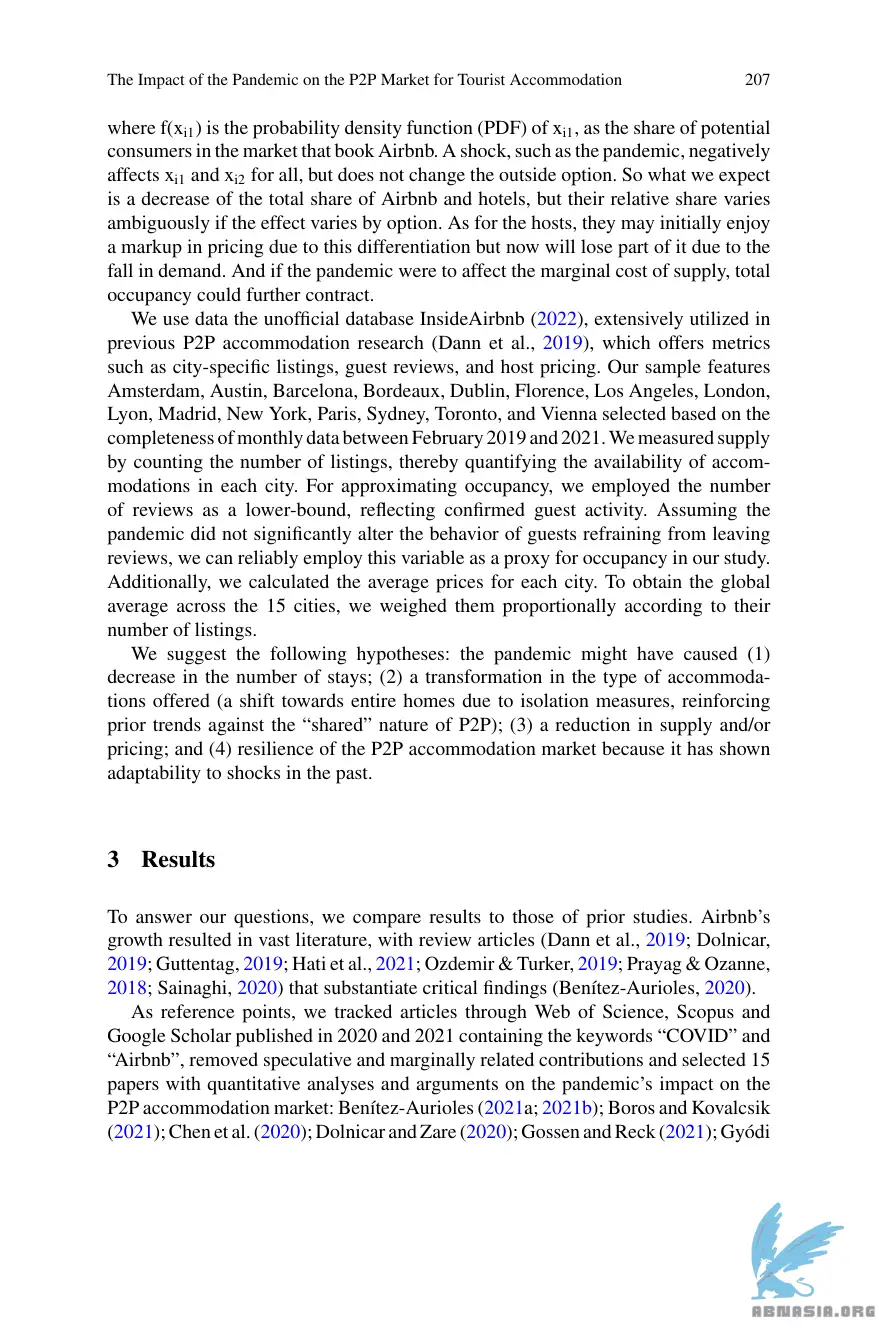 The Impact of the Pandemic on the P2P Market for Tourist Accommodation 207
where f(xi1) is the probability density function (PDF) of xi1, as the share of potential
consumers in the market that book Airbnb. A shock, such as the pandemic, negatively
affects xi1 and xi2 for all, but does not change the outside option. So what we expect
is a decrease of the total share of Airbnb and hotels, but their relative share varies
ambiguously if the effect varies by option. As for the hosts, they may initially enjoy
a markup in pricing due to this differentiation but now will lose part of it due to the
fall in demand. And if the pandemic were to affect the marginal cost of supply, total
occupancy could further contract.
We use data the unofficial database InsideAirbnb (2022), extensively utilized in
previous P2P accommodation research (Dann et al., 2019), which offers metrics
such as city-specific listings, guest reviews, and host pricing. Our sample features
Amsterdam, Austin, Barcelona, Bordeaux, Dublin, Florence, Los Angeles, London,
Lyon, Madrid, New York, Paris, Sydney, Toronto, and Vienna selected based on the
completeness of monthly data between February 2019 and 2021. We measured supply
by counting the number of listings, thereby quantifying the availability of accom-
modations in each city. For approximating occupancy, we employed the number
of reviews as a lower-bound, reflecting confirmed guest activity. Assuming the
pandemic did not significantly alter the behavior of guests refraining from leaving
reviews, we can reliably employ this variable as a proxy for occupancy in our study.
Additionally, we calculated the average prices for each city. To obtain the global
average across the 15 cities, we weighed them proportionally according to their
number of listings.
We suggest the following hypotheses: the pandemic might have caused (1)
decrease in the number of stays; (2) a transformation in the type of accommoda-
tions offered (a shift towards entire homes due to isolation measures, reinforcing
prior trends against the “shared” nature of P2P); (3) a reduction in supply and/or
pricing; and (4) resilience of the P2P accommodation market because it has shown
adaptability to shocks in the past.
3 Results
To answer our questions, we compare results to those of prior studies. Airbnb’s
growth resulted in vast literature, with review articles (Dann et al., 2019; Dolnicar,
2019; Guttentag, 2019; Hati et al., 2021; Ozdemir & Turker, 2019; Prayag & Ozanne,
2018; Sainaghi, 2020) that substantiate critical findings (Benítez-Aurioles, 2020).
As reference points, we tracked articles through Web of Science, Scopus and
Google Scholar published in 2020 and 2021 containing the keywords “COVID” and
“Airbnb”, removed speculative and marginally related contributions and selected 15
papers with quantitative analyses and arguments on the pandemic’s impact on the
P2P accommodation market: Benítez-Aurioles (2021a; 2021b); Boros and Kovalcsik
(2021); Chen et al. (2020); Dolnicar and Zare (2020); Gossen and Reck (2021); Gyódi
ABNASIA.ORG